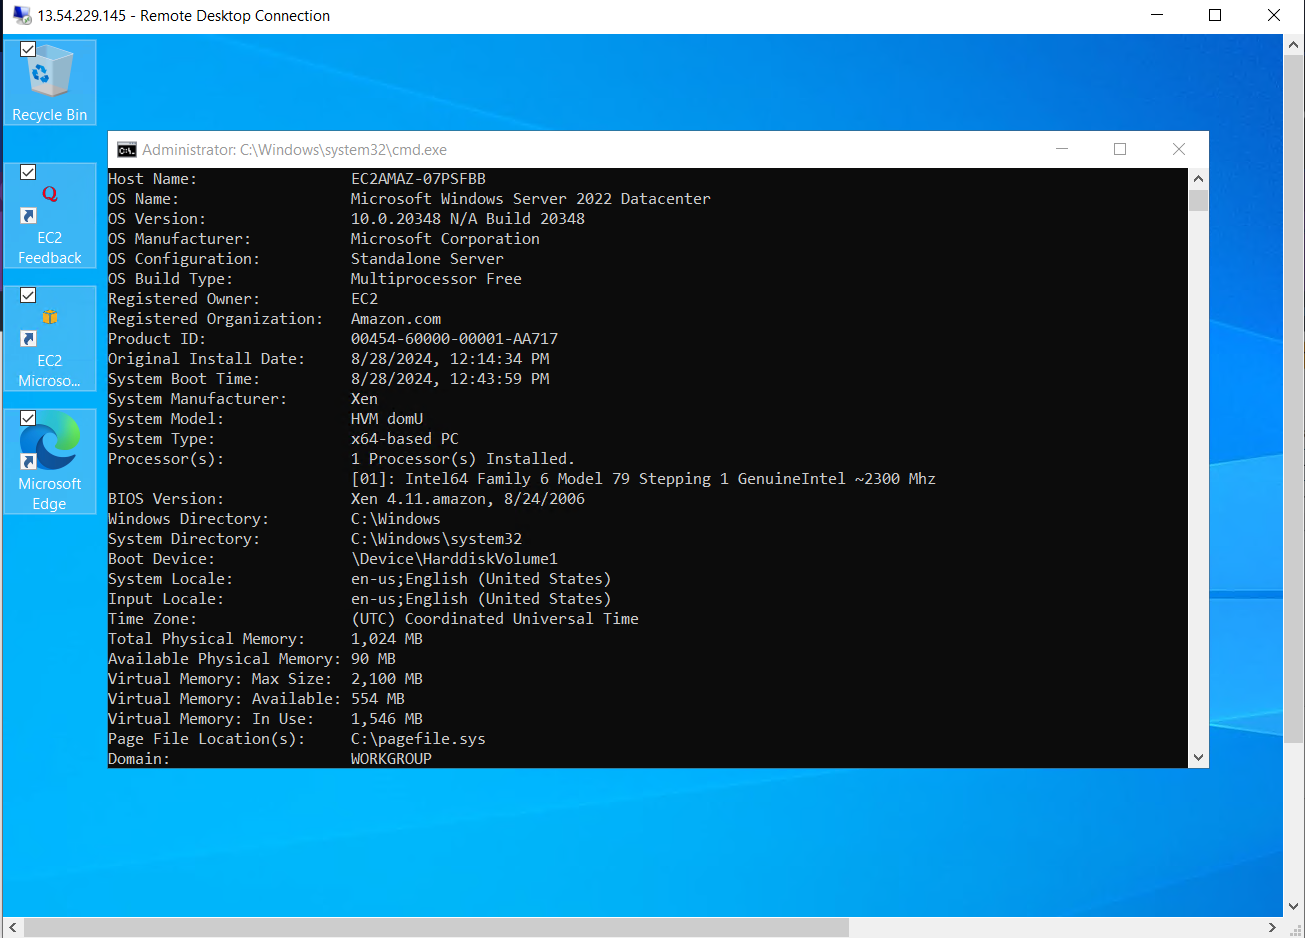 13.54.229.145 - Remote Desktop Connection
Recycle Bin
EC2
Feedback
EC2
Microso...
Microsoft
Edge
Administrator: C:\Windows\system32\cmd.exe
Host Name: EC2AMAZ-07PSFBB
OS Name: Microsoft Windows Server 2022 Datacenter
OS Version: 10.0.20348 N/A Build 20348
OS Manufacturer: Microsoft Corporation
OS Configuration: Standalone Server
OS Build Type: Multiprocessor Free
Registered Owner: EC2
Registered Organization: Amazon.com
Product ID: 00454-60000-00001-AA717
Original Install Date: 8/28/2024, 12:14:34 PM
System Boot Time: 8/28/2024, 12:43:59 PM
System Manufacturer: Xen
System Model: HVM domU
System Type: x64-based PC
Processor(s): 1 Processor(s) Installed.
[01]: Intel64 Family 6 Model 79 Stepping 1 GenuineIntel ~2300 Mhz
BIOS Version: Xen 4.11.amazon, 8/24/2006
Windows Directory: C:\Windows
System Directory: C:\Windows\system32
Boot Device: \Device\HarddiskVolume1
System Locale: en-us;English (United States)
Input Locale: en-us;English (United States)
Time Zone: (UTC) Coordinated Universal Time
Total Physical Memory: 1,024 MB
Available Physical Memory: 90 MB
Virtual Memory: Max Size: 2,100 MB
Virtual Memory: Available: 554 MB
Virtual Memory: In Use: 1,546 MB
Page File Location(s): C:\pagefile.sys
Domain: WORKGROUP